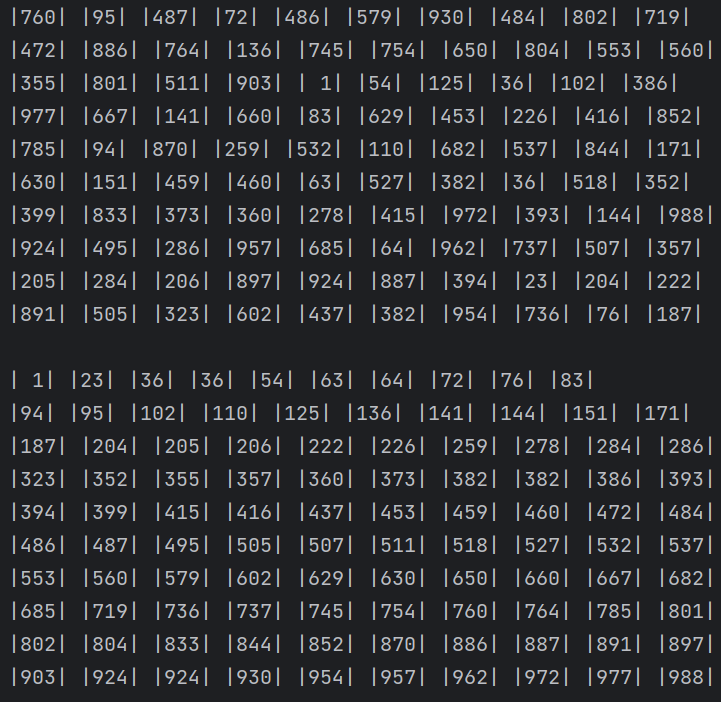 |760| |95| |487| |72| |486| |579| |930| |484| |802| |719|
|472| |886| |764| |136| |745| |754| |650| |804| |553| |560|
|355| |801| |511| |903| | 1| |54| |125| |36| |102| |386|
|977| |667| |141| |660| |83| |629| |453| |226| |416| |852|
|785| |94| |870| |259| |532| |110| |682| |537| |844| |171|
|630| |151| |459| |460| |63| |527| |382| |36| |518| |352|
|399| |833| |373| |360| |278| |415| |972| |393| |144| |988|
|924| |495| |286| |957| |685| |64| |962| |737| |507| |357|
|205| |284| |206| |897| |924| |887| |394| |23| |204| |222|
|891| |505| |323| |602| |437| |382| |954| |736| |76| |187|

| 1| |23| |36| |36| |54| |63| |64| |72| |76| |83|
|94| |95| |102| |110| |125| |136| |141| |144| |151| |171|
|187| |204| |205| |206| |222| |226| |259| |278| |284| |286|
|323| |352| |355| |357| |360| |373| |382| |382| |386| |393|
|394| |399| |415| |416| |437| |453| |459| |460| |472| |484|
|486| |487| |495| |505| |507| |511| |518| |527| |532| |537|
|553| |560| |579| |602| |629| |630| |650| |660| |667| |682|
|685| |719| |736| |737| |745| |754| |760| |764| |785| |801|
|802| |804| |833| |844| |852| |870| |886| |887| |891| |897|
|903| |924| |924| |930| |954| |957| |962| |972| |977| |988|